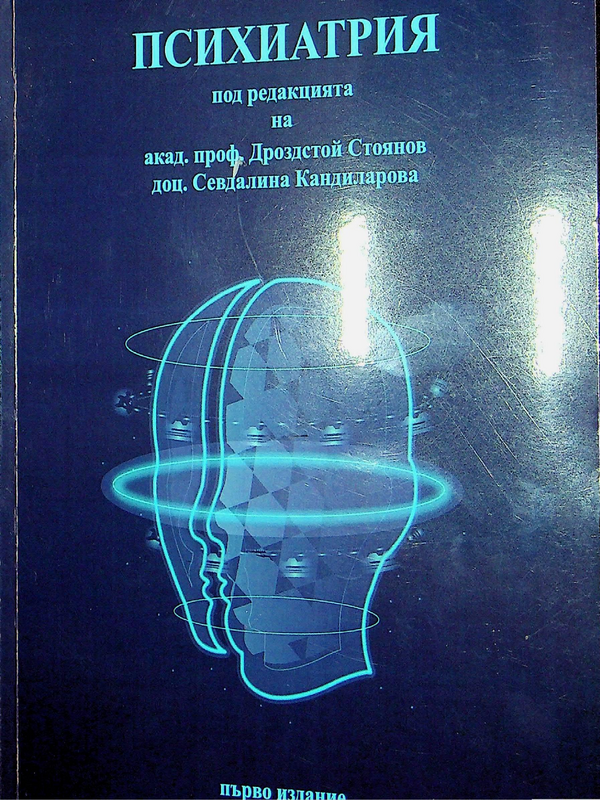 ПСИХИАТРИЯ
под редакцията
на
акад. проф. Дроздстой Стоянов
доц. Севдалина Кандиларова
първо издание